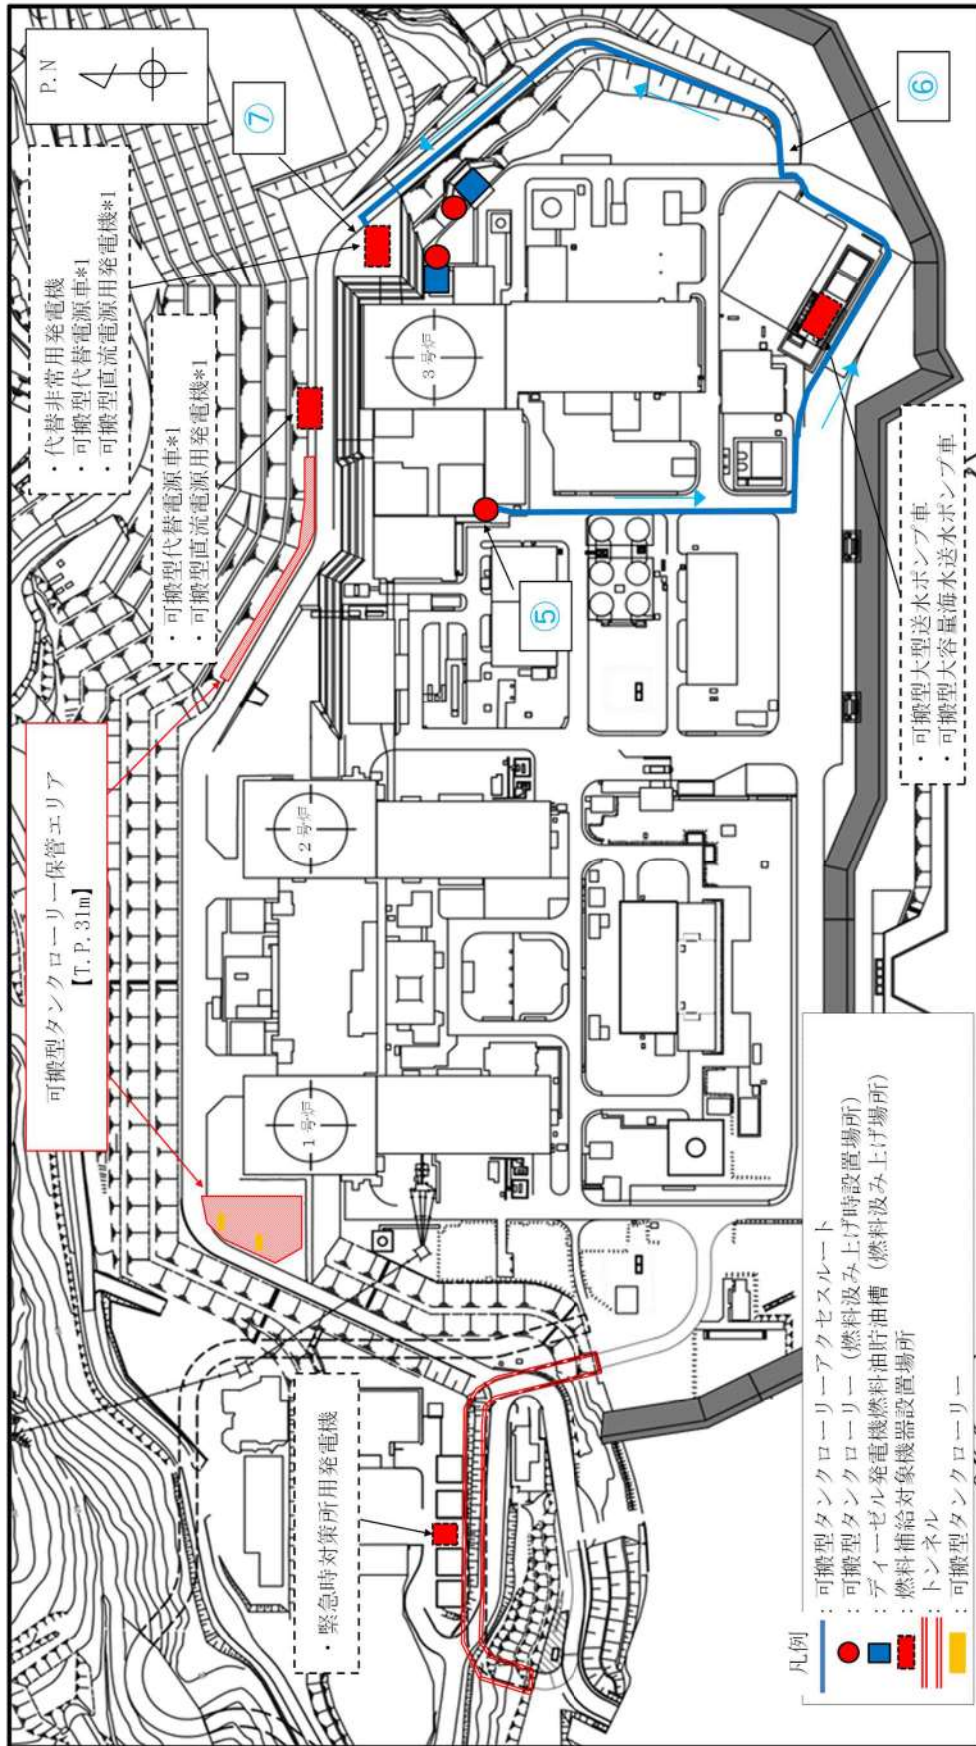 P.N
⑦
・代替非常用発電機
・可搬型代替電源車*1
・可搬型直流電源用発電機*1
・可搬型代替電源車*1
・可搬型直流電源用発電機*1
可搬型タンクローリー保管エリア
【T.P.31m】
・緊急時対策所用発電機
3号炉
2号炉
1号炉
⑤
⑥
・可搬型大型送水ポンプ車
・可搬型大容量海水送水ポンプ車
凡例
：可搬型タンクローリーアクセスルート
：可搬型タンクローリー（燃料汲み上げ時設置場所）
：ディーゼル発電機燃料油貯油槽（燃料汲み上げ場所）
：燃料補給対象機器設置場所
：トンネル
：可搬型タンクローリー